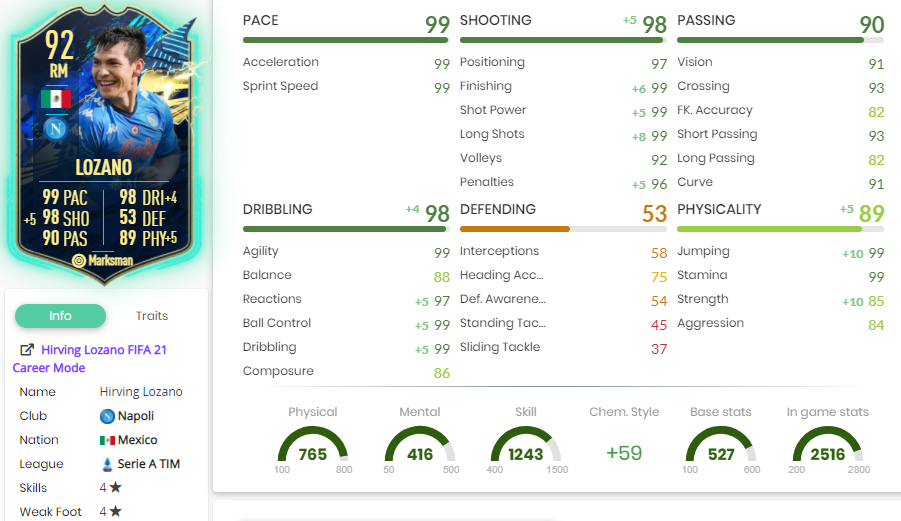 92
RM
LOZANO
99 PAC
98 DRI+4
+5 98 SHO
53 DEF
90 PAS
89 PHY+5
Marksman
Info
Traits
Hirving Lozano FIFA 21
Career Mode
Name Hirving Lozano
Club Napoli
Nation Mexico
League Serie A TIM
Skills 4★
Weak Foot 4★
PACE 99
Acceleration 99
Sprint Speed 99
SHOOTING +5 98
Positioning 97
Finishing +6 99
Shot Power +5 99
Long Shots +8 99
Volleys 92
Penalties +5 96
PASSING 90
Vision 91
Crossing 93
FK. Accuracy 82
Short Passing 93
Long Passing 82
Curve 91
DRIBBLING +4 98
Agility 99
Balance 88
Reactions +5 97
Ball Control +5 99
Dribbling +5 99
Composure 86
DEFENDING 53
Interceptions 58
Heading Acc... 75
Def. Awarene... 54
Standing Tac... 45
Sliding Tackle 37
PHYSICALITY +5 89
Jumping +10 99
Stamina 99
Strength +10 85
Aggression 84
Physical
765
100 800
Mental
416
50 500
Skill
1243
400 1500
Chem. Style
+59
Base stats
527
100 600
In game stats
2516
200 2800